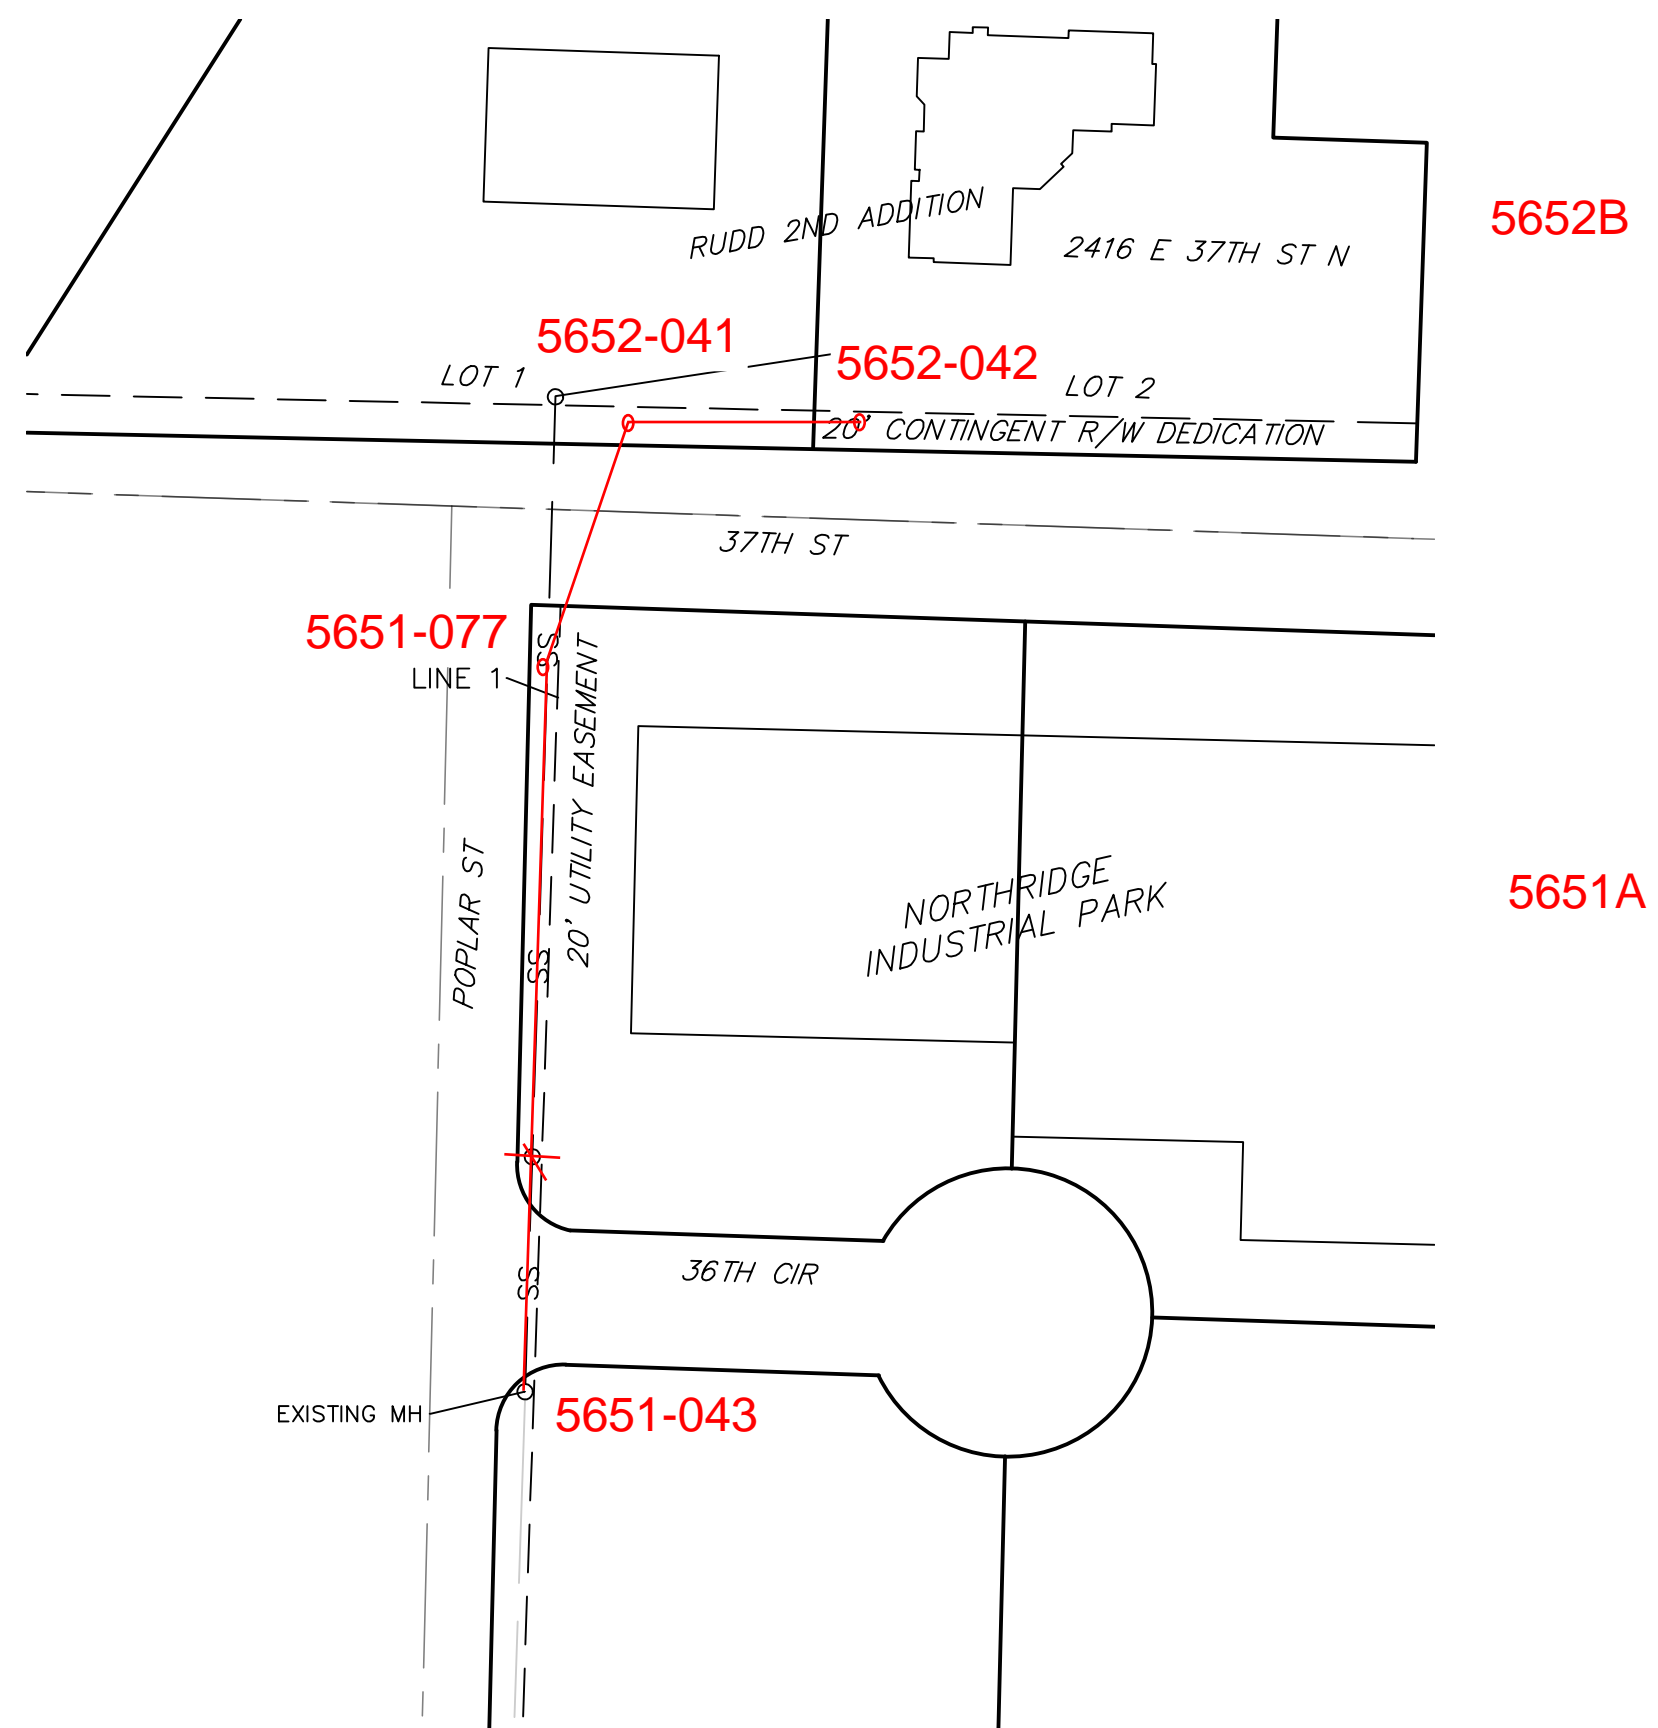 5652B
RUDD 2ND ADDITION
2416 E 37TH ST N
5652-041
5652-042
LOT 1
LOT 2
20' CONTINGENT R/W DEDICATION
37TH ST
5651-077
SS
LINE 1
20' UTILITY EASEMENT
POPLAR ST
NORTHRIDGE
INDUSTRIAL PARK
5651A
SS
36TH CIR
SS
EXISTING MH
5651-043